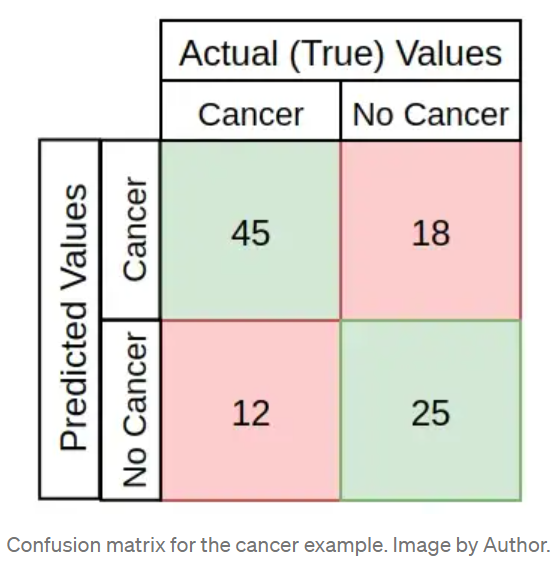 Actual (True) Values
Cancer
No Cancer
Predicted Values
Cancer
45
18
No Cancer
12
25
Confusion matrix for the cancer example. Image by Author.